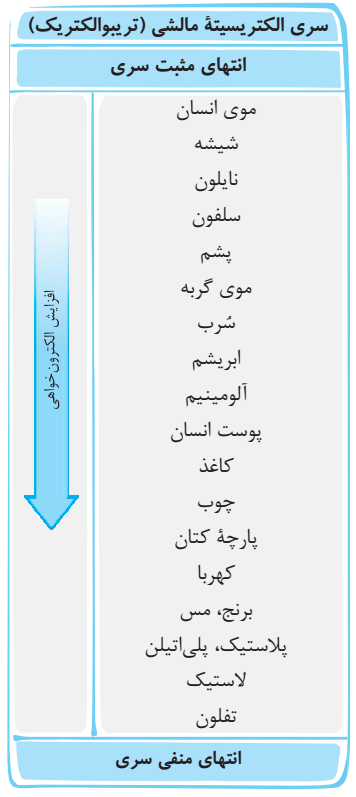 سری الکتریسیتهٔ مالشی (تریبوالکتریک)
انتهای مثبت سری
موی انسان
شیشه
نایلون
سلفون
پشم
موی گربه
سُرب
ابریشم
آلومینیم
پوست انسان
کاغذ
چوب
پارچهٔ کتان
کهربا
برنج، مس
پلاستیک، پلی‌اتیلن
لاستیک
تفلون
افزایش الکترون‌خواهی
انتهای منفی سری